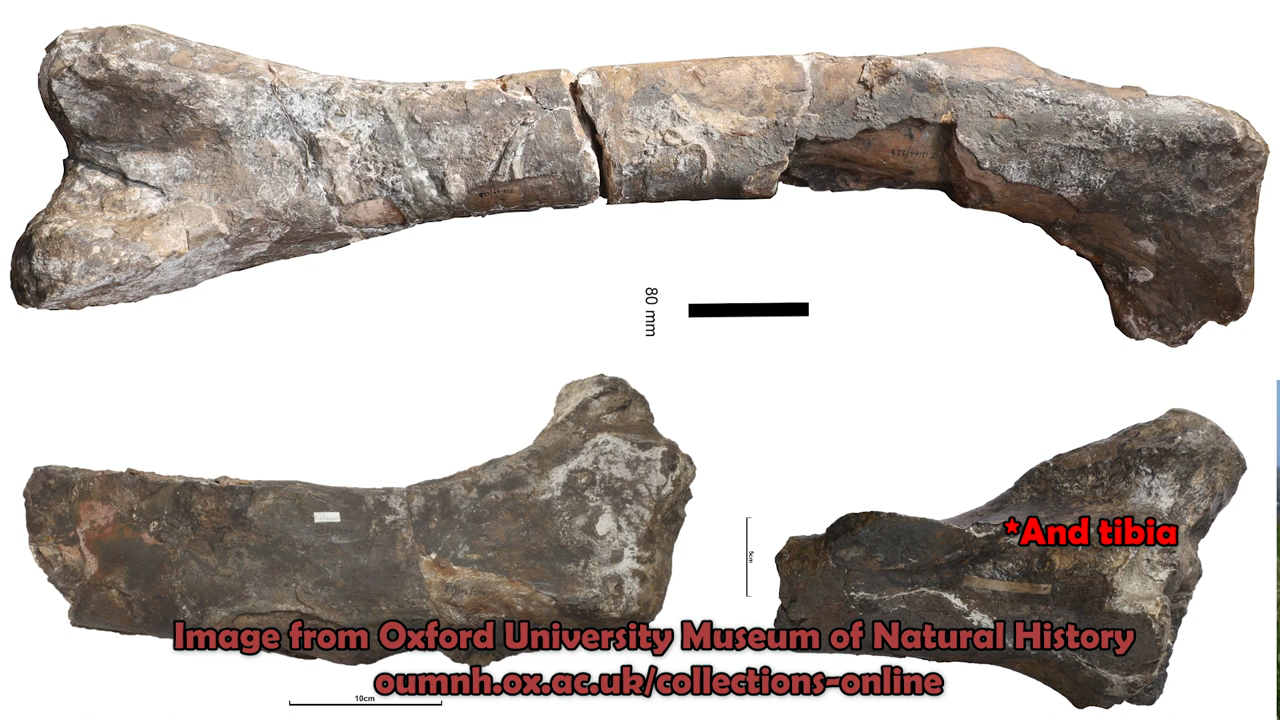 80 mm
*And tibia
5cm
Image from Oxford University Museum of Natural History
oumnh.ox.ac.uk/collections-online
10cm